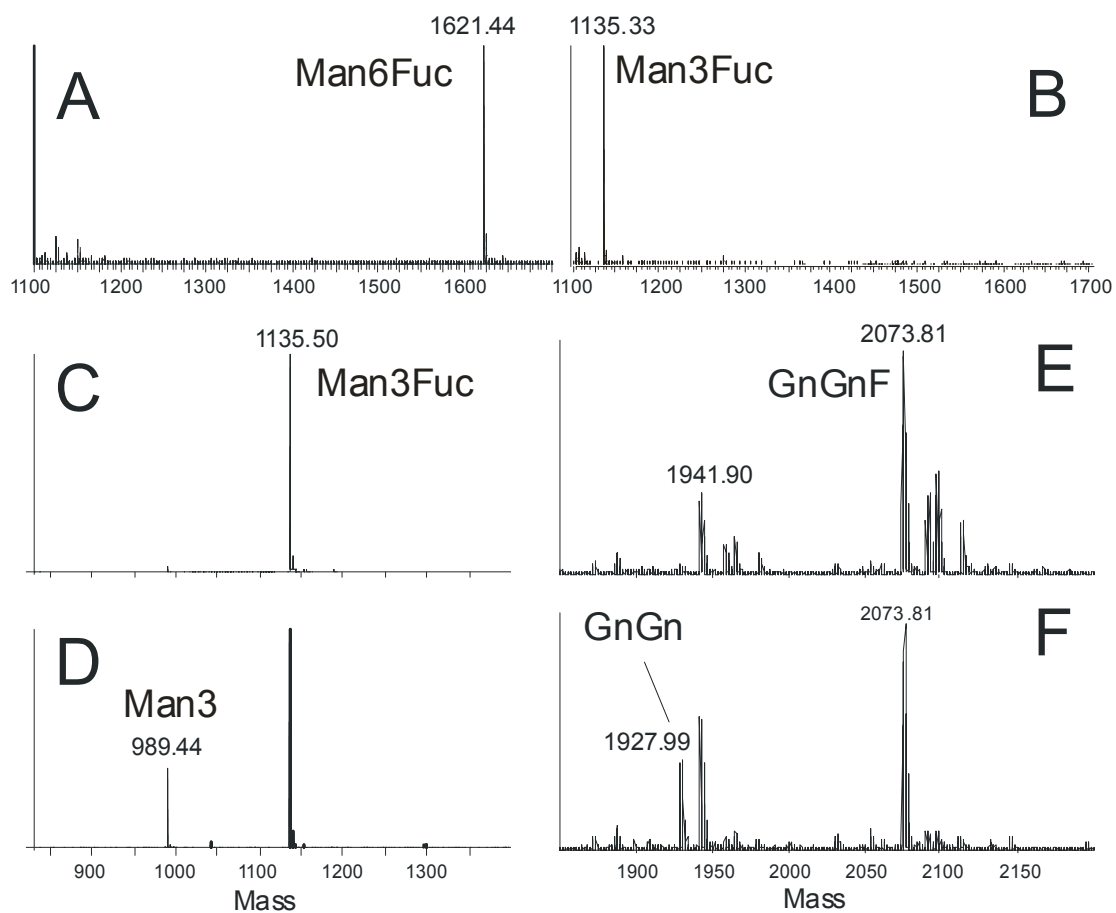 1621.44
1135.33
Man6Fuc
Man3Fuc
A
B
1100 1200 1300 1400 1500 1600
1100 1200 1300 1400 1500 1600 1700
1135.50
2073.81
C
Man3Fuc
GnGnF
E
1941.90
D
Man3
989.44
GnGn
2073.81
F
1927.99
900 1000 1100 1200 1300
1900 1950 2000 2050 2100 2150
Mass
Mass